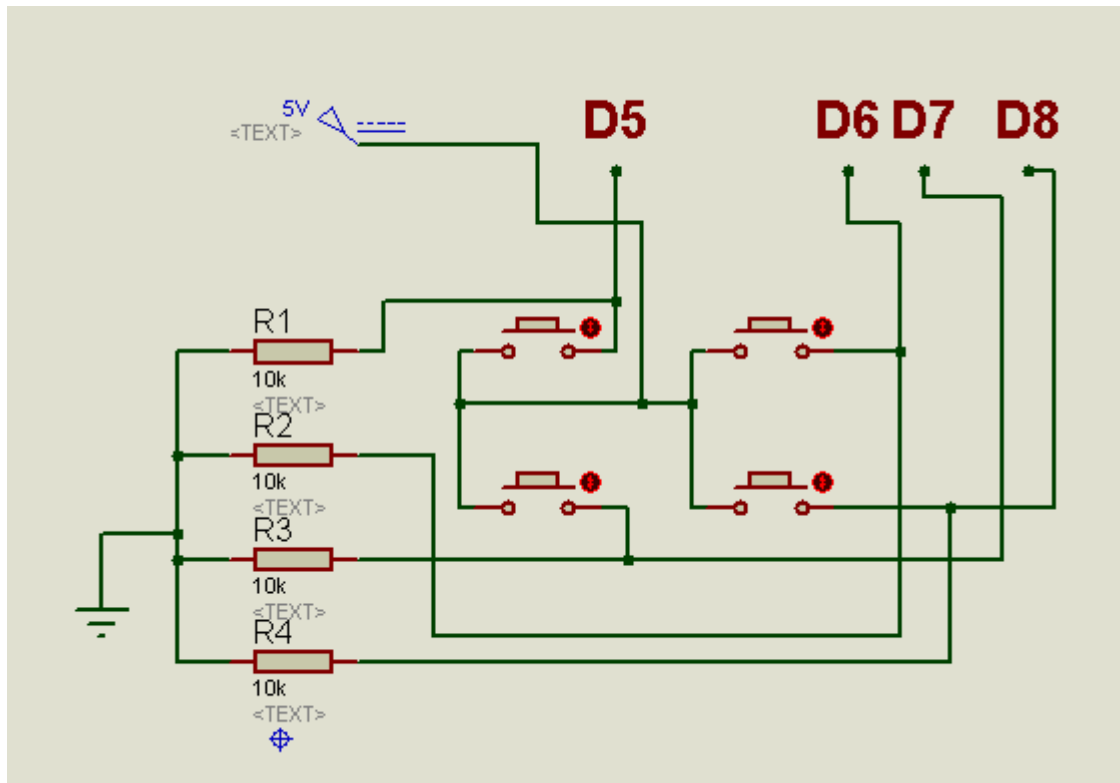 5V
<TEXT>
D5
D6
D7
D8
R1
10k
<TEXT>
R2
10k
<TEXT>
R3
10k
<TEXT>
R4
10k
<TEXT>